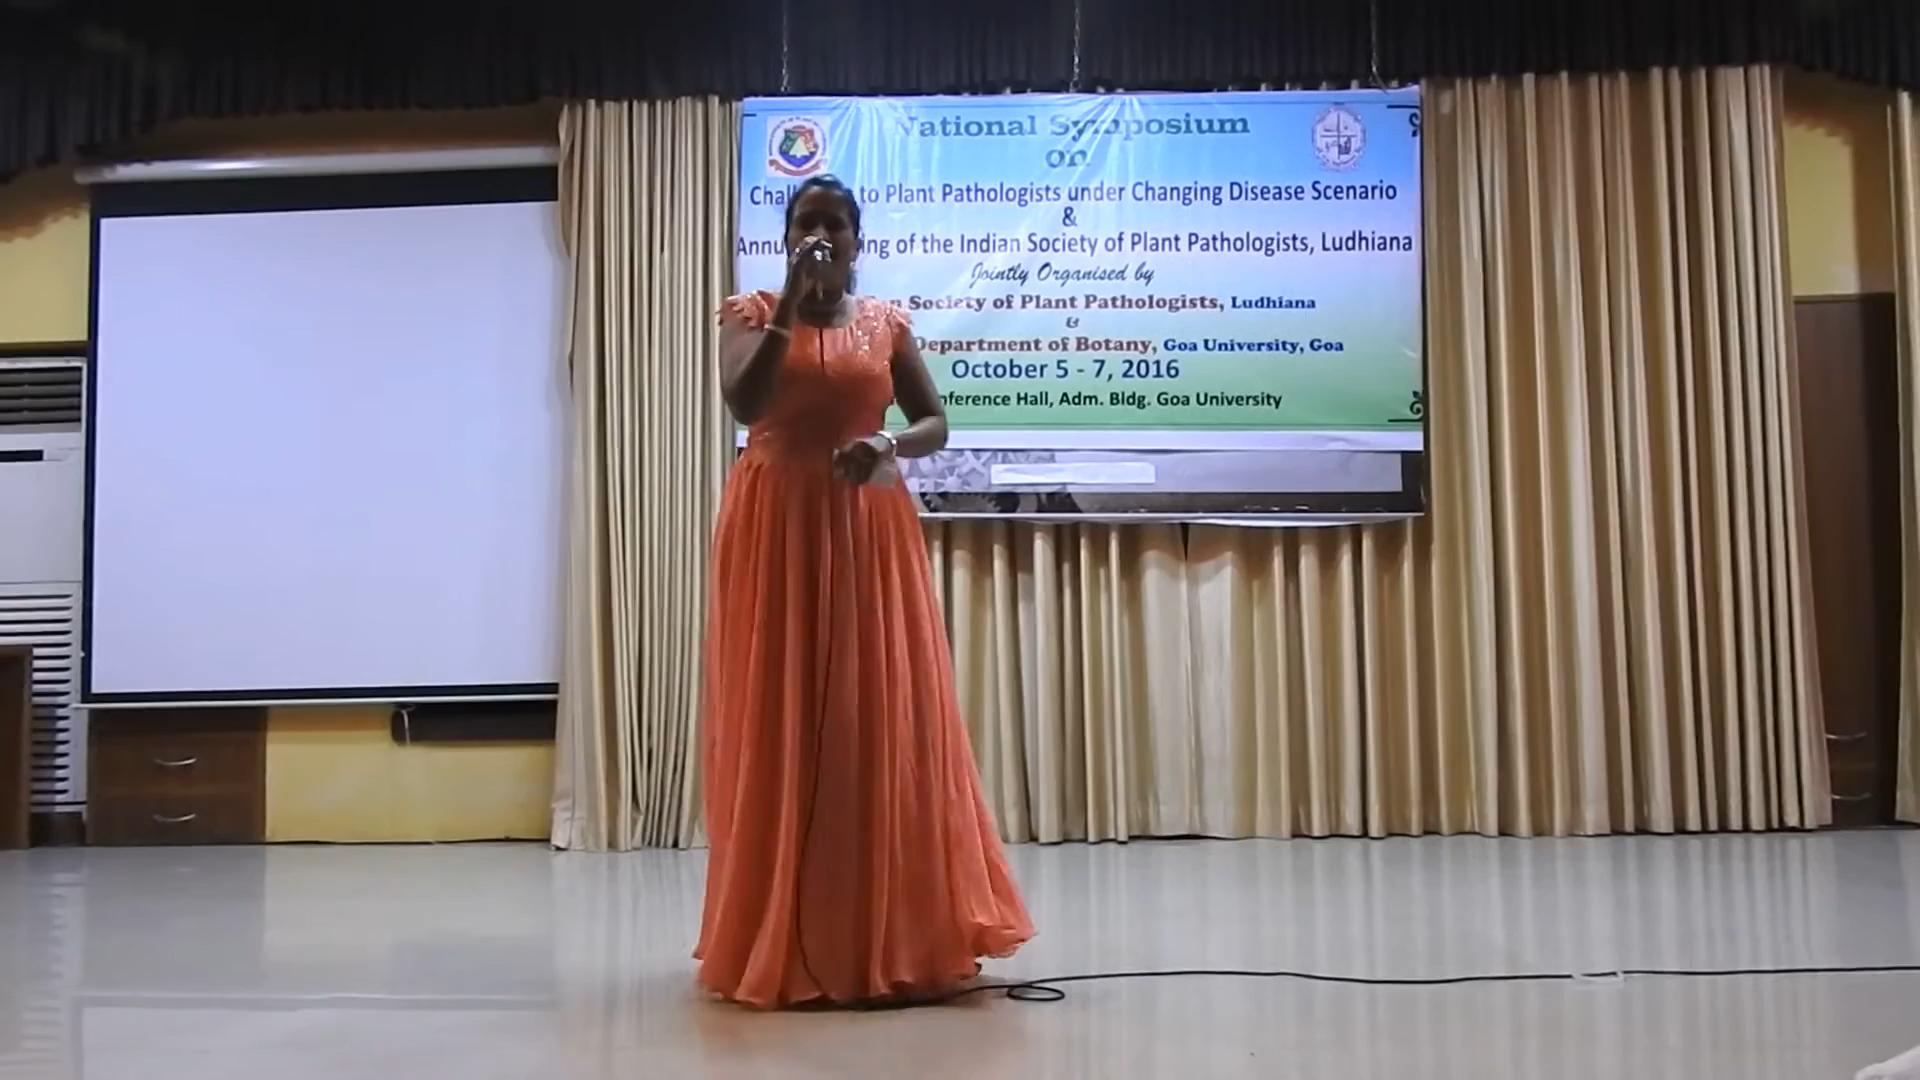 National Symposium
on
to Plant Pathologists under Changing Disease Scenario
&
of the Indian Society of Plant Pathologists, Ludhiana
Jointly Organised by
Society of Plant Pathologists, Ludhiana
&
Department of Botany, Goa University, Goa
October 5 - 7, 2016
Hall, Adm. Bldg. Goa University